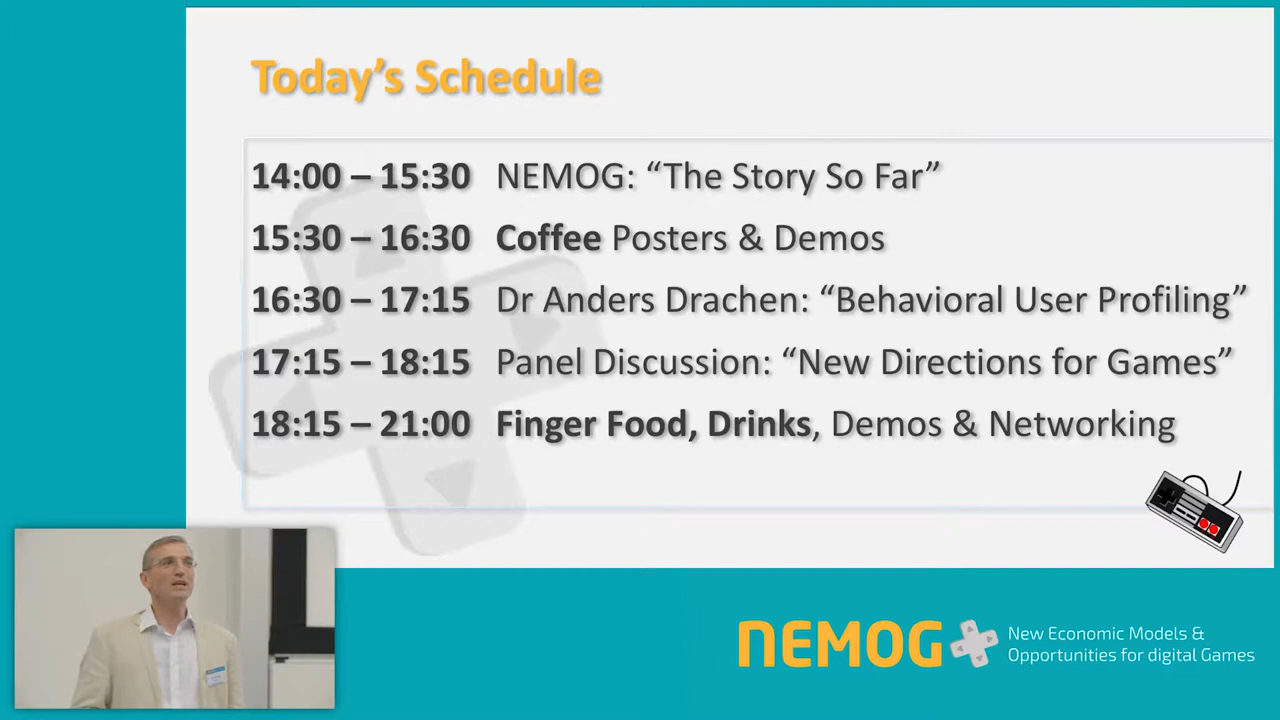 Today’s Schedule
14:00 – 15:30 NEMOG: “The Story So Far”
15:30 – 16:30 Coffee Posters & Demos
16:30 – 17:15 Dr Anders Drachen: “Behavioral User Profiling”
17:15 – 18:15 Panel Discussion: “New Directions for Games”
18:15 – 21:00 Finger Food, Drinks, Demos & Networking
NEMOG
New Economic Models &
Opportunities for digital Games